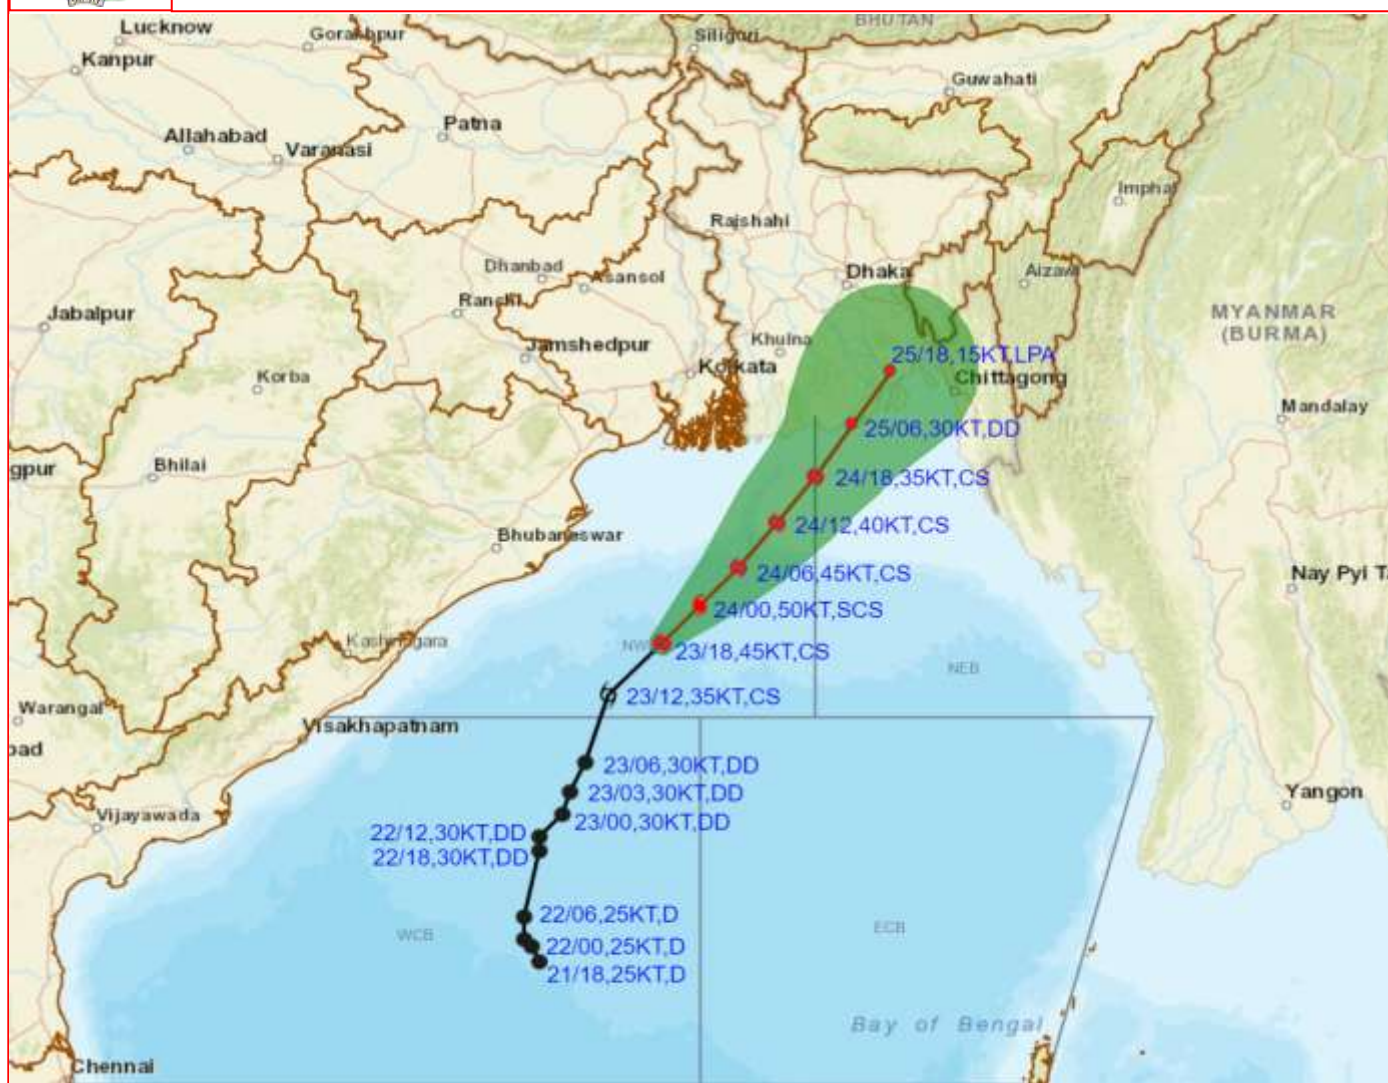 BHUTAN
Lucknow
Gorakhpur
Siliguri
Kanpur
Guwahati
Patna
Allahabad
Varanasi
Imphal
Rajshahi
Dhanbad
Asansol
Dhaka
Aizawl
Ranchi
Jabalpur
MYANMAR
(BURMA)
Khulna
Jamshedpur
Kolkata
25/18,15KT,LPA
Korba
Chittagong
Mandalay
25/06,30KT,DD
gpur
Bhilai
24/18,35KT,CS
24/12,40KT,CS
Bhubaneswar
24/06,45KT,CS
Nay Pyi Ta
24/00,50KT,SCS
23/18,45KT,CS
NEB
23/12,35KT,CS
Warangal
Visakhapatnam
bad
23/06,30KT,DD
23/03,30KT,DD
Yangon
Vijayawada
23/00,30KT,DD
22/12,30KT,DD
22/18,30KT,DD
22/06,25KT,D
WCB
ECB
22/00,25KT,D
21/18,25KT,D
Bay of Bengal
Chennai